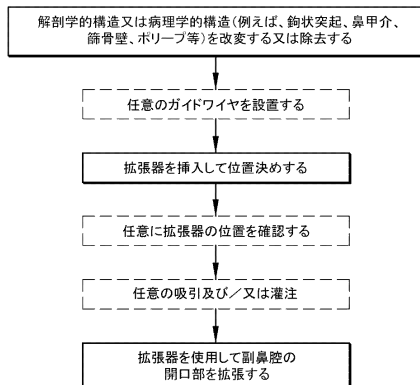 解剖学的構造又は病理学的構造(例えば、鉤状突起、鼻甲介、
篩骨壁、ポリープ等)を改変する又は除去する
任意のガイドワイヤを設置する
拡張器を挿入して位置決めする
任意に拡張器の位置を確認する
任意の吸引及び/又は灌注
拡張器を使用して副鼻腔の
開口部を拡張する